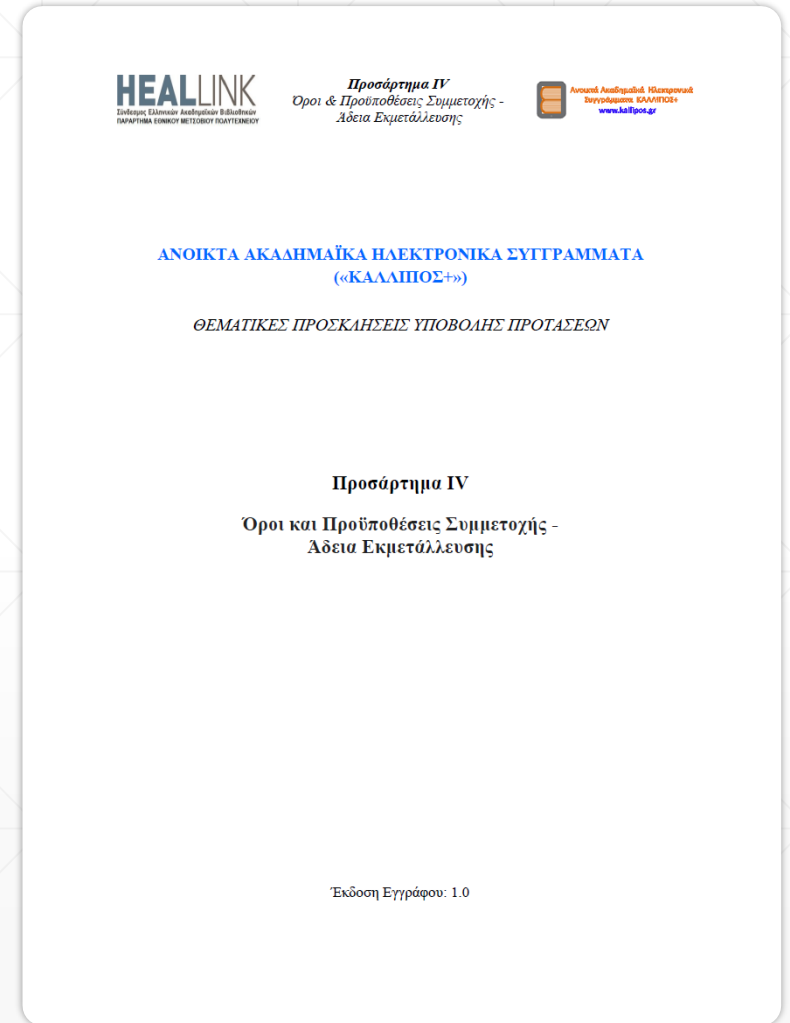 HEALLINK
Σύνδεσμος Ελληνικών Ακαδημαϊκών Βιβλιοθηκών
ΠΑΡΑΡΤΗΜΑ ΕΘΝΙΚΟΥ ΜΕΤΣΟΒΙΟΥ ΠΟΛΥΤΕΧΝΕΙΟΥ
Προσάρτημα IV
Όροι & Προϋποθέσεις Συμμετοχής -
Άδεια Εκμετάλλευσης
Ανοικτά Ακαδημαϊκά Ηλεκτρονικά
Συγγράμματα ΚΑΛΛΙΠΟΣ+
www.kallipos.gr
ΑΝΟΙΚΤΑ ΑΚΑΔΗΜΑΪΚΑ ΗΛΕΚΤΡΟΝΙΚΑ ΣΥΓΓΡΑΜΜΑΤΑ
(«ΚΑΛΛΙΠΟΣ+»)
ΘΕΜΑΤΙΚΕΣ ΠΡΟΣΚΛΗΣΕΙΣ ΥΠΟΒΟΛΗΣ ΠΡΟΤΑΣΕΩΝ
Προσάρτημα IV
Όροι και Προϋποθέσεις Συμμετοχής -
Άδεια Εκμετάλλευσης
Έκδοση Εγγράφου: 1.0